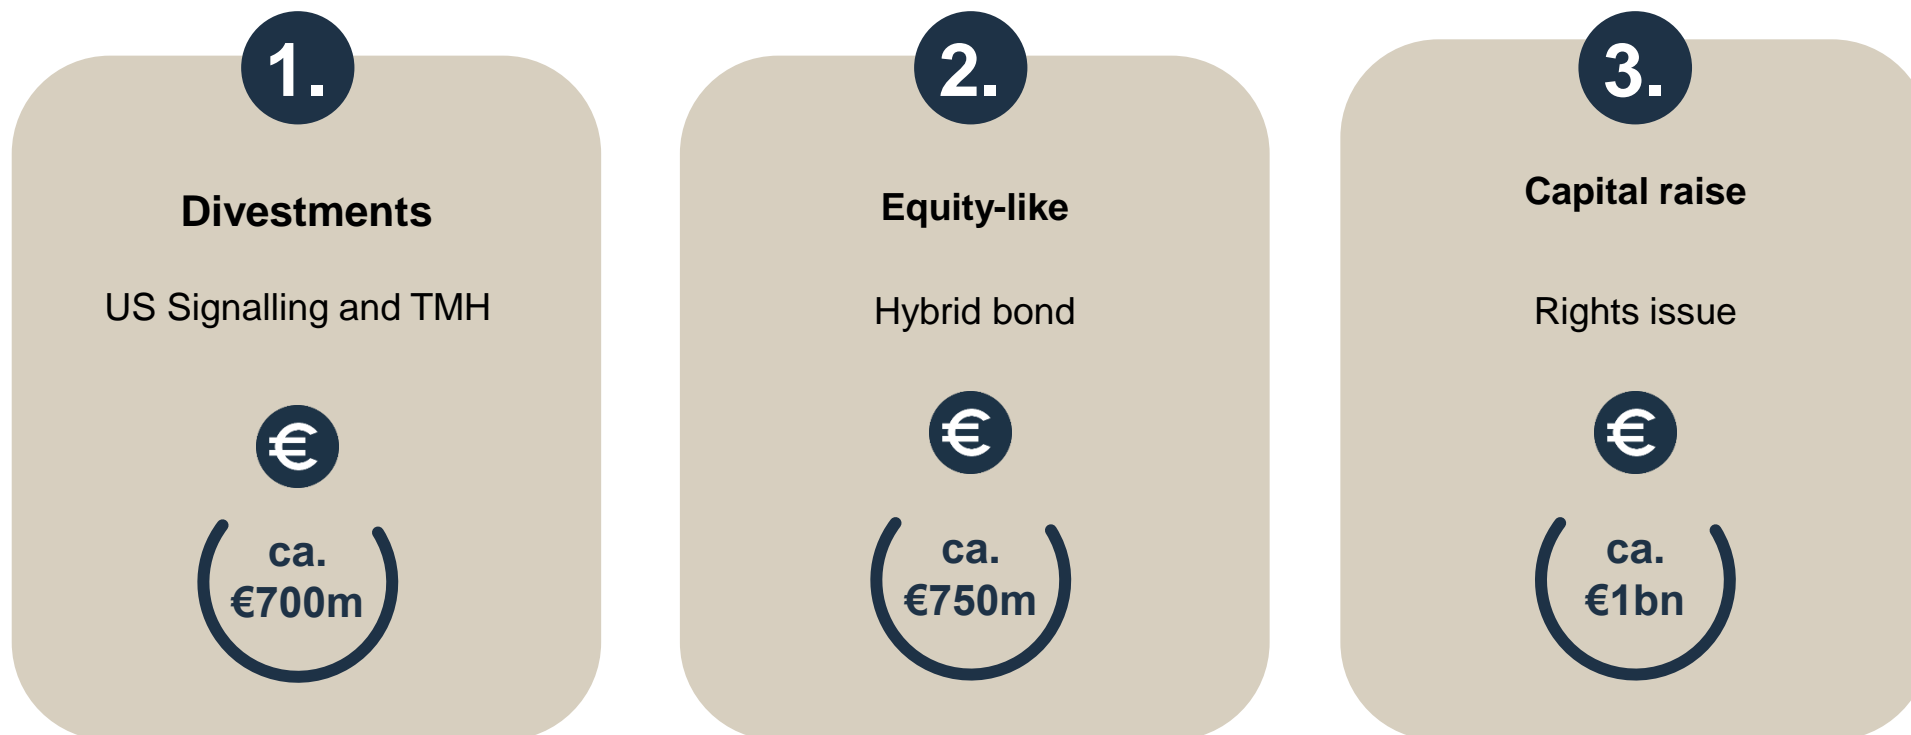 1.
Divestments
US Signalling and TMH
€
ca.
€700m
2.
Equity-like
Hybrid bond
€
ca.
€750m
3.
Capital raise
Rights issue
€
ca.
€1bn